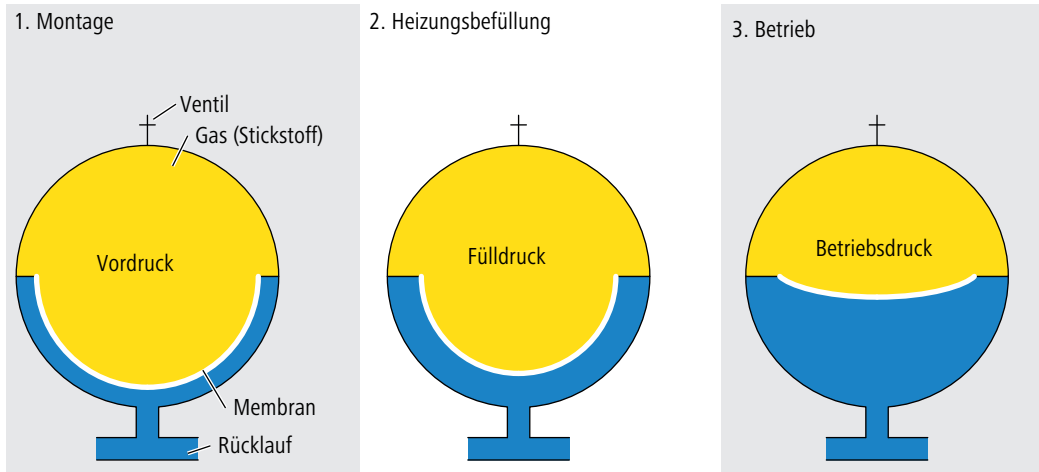 1. Montage
Ventil
Gas (Stickstoff)
Vordruck
Membran
Rücklauf
2. Heizungsbefüllung
Fülldruck
3. Betrieb
Betriebsdruck